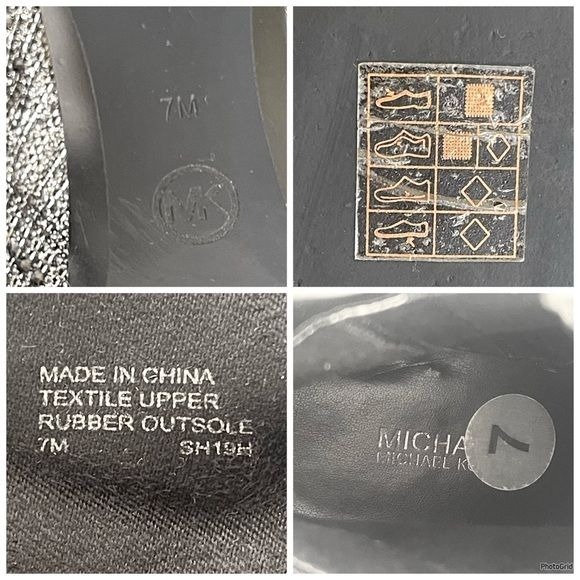 7M
MK
MADE IN CHINA
TEXTILE UPPER
RUBBER OUTSOLE
7M SH19H
MICHA
MICHAEL K
7
PhotoGrid